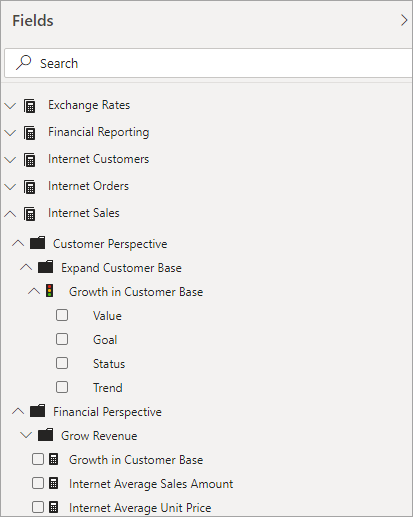 Fields
Search
Exchange Rates
Financial Reporting
Internet Customers
Internet Orders
Internet Sales
Customer Perspective
Expand Customer Base
Growth in Customer Base
Value
Goal
Status
Trend
Financial Perspective
Grow Revenue
Growth in Customer Base
Internet Average Sales Amount
Internet Average Unit Price